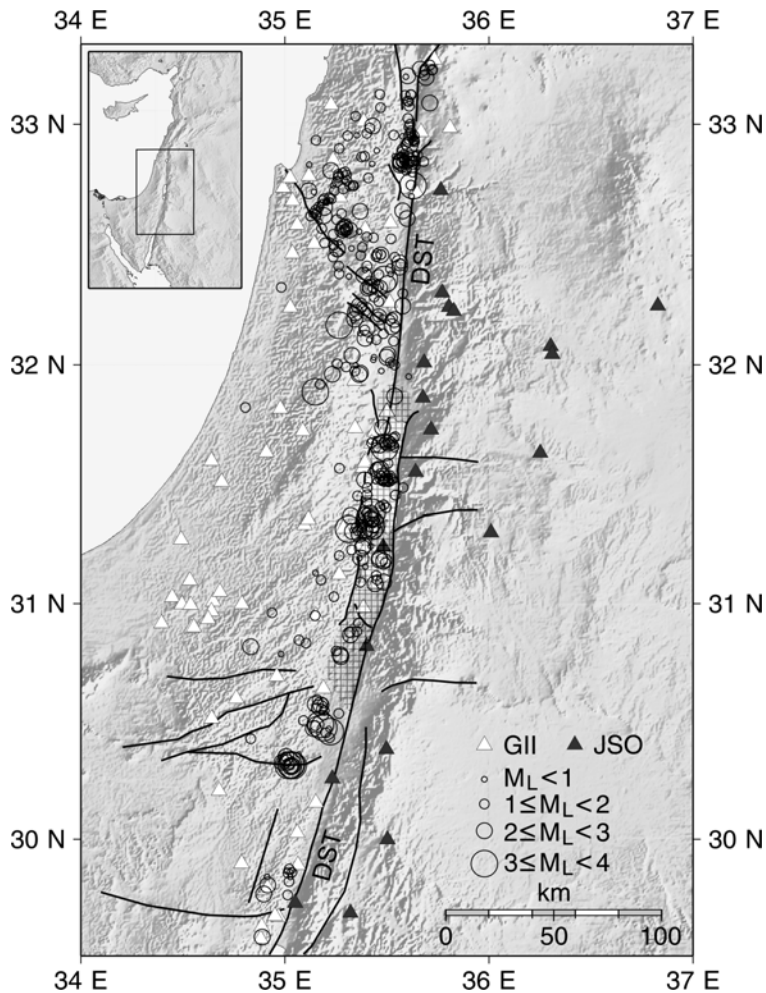 34 E 35 E 36 E 37 E
33 N 33 N
DST
32 N 32 N
31 N 31 N
GII JSO
M_L<1
1≤M_L<2
30 N 2≤M_L<3 30 N
DST
3≤M_L<4
km
0 50 100
34 E 35 E 36 E 37 E